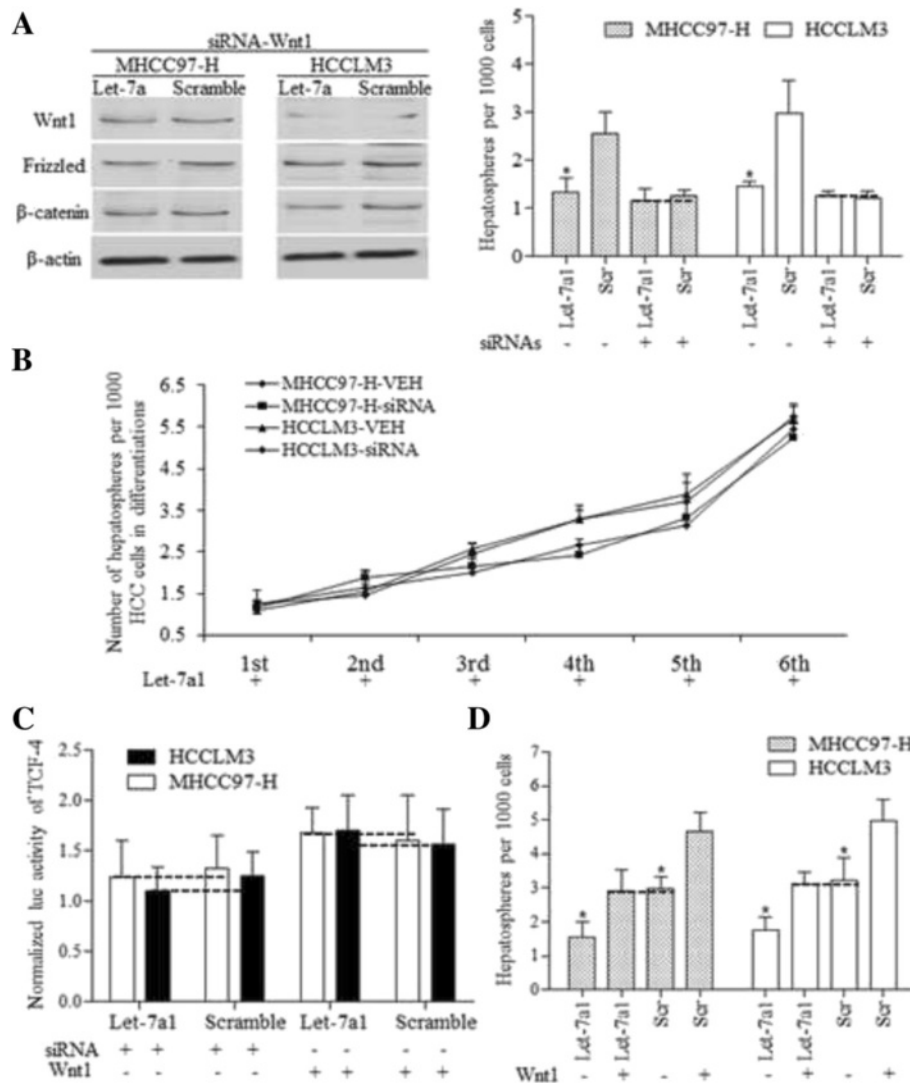 A
siRNA-Wnt1
MHCC97-H HCCLM3
Let-7a Scramble Let-7a Scramble
Wnt1
Frizzled
β-catenin
β-actin
Hepatospheres per 1000 cells
MHCC97-H HCCLM3
5
4
3
2
1
0
Let-7a1 Scr Let-7a1 Scr Let-7a1 Scr Let-7a1 Scr
* *
siRNAs - - + + - - + +
B
Number of hepatospheres per 1000
HCC cells in differentiations
6.5
5.5
3.5
2.5
1.5
0.5
MHCC97-H-VEH
MHCC97-H-siRNA
HCCLM3-VEH
HCCLM3-siRNA
1st 2nd 3rd 4th 5th 6th
Let-7a1 + + + + + +
C
Normalized luc activity of TCF-4
2.5
2.0
1.5
1.0
0.5
0.0
HCCLM3
MHCC97-H
Let-7a1 Scramble Let-7a1 Scramble
siRNA + + + + - - - -
Wnt1 - - - - + + + +
D
Hepatospheres per 1000 cells
7
6
5
4
3
2
1
0
MHCC97-H
HCCLM3
* * * *
Let-7a1 Let-7a1 Scr Scr Let-7a1 Let-7a1 Scr Scr
Wnt1 - + - + - + - +